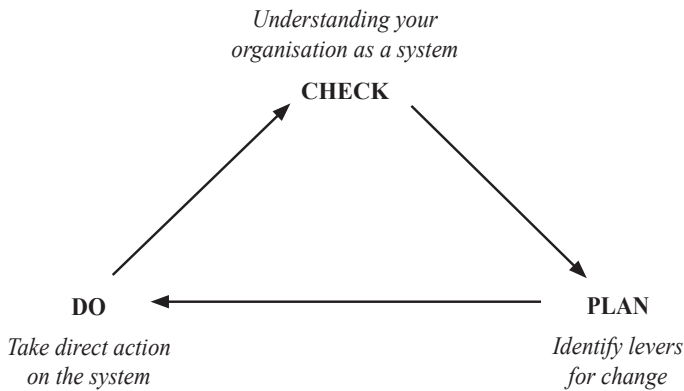 Understanding your
organisation as a system
CHECK
DO
PLAN
Take direct action
on the system
Identify levers
for change